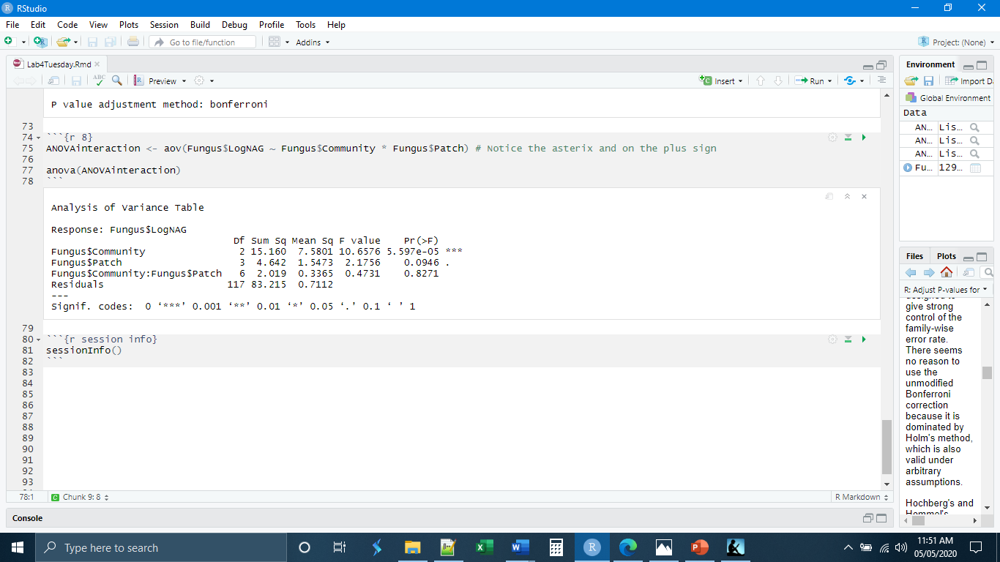 RStudio
File Edit Code View Plots Session Build Debug Profile Tools Help
Go to file/function Addins Project: (None)
Lab4Tuesday.Rmd
ABC Preview Insert Run
P value adjustment method: bonferroni
73
74 ```{r 8}
75 ANOVAinteraction <- aov(Fungus$LogNAG ~ Fungus$Community * Fungus$Patch) # Notice the asterix and on the plus sign
76
77 anova(ANOVAinteraction)
78 ```
Analysis of Variance Table
Response: Fungus$LogNAG
Df Sum Sq Mean Sq F value Pr(>F)
Fungus$Community 2 15.160 7.5801 10.6576 5.597e-05 ***
Fungus$Patch 3 4.642 1.5473 2.1756 0.0946 .
Fungus$Community:Fungus$Patch 6 2.019 0.3365 0.4731 0.8271
Residuals 117 83.215 0.7112
---
Signif. codes: 0 ‘***’ 0.001 ‘**’ 0.01 ‘*’ 0.05 ‘.’ 0.1 ‘ ’ 1
79
80 ```{r session info}
81 sessionInfo()
82 ```
83
84
85
86
87
88
89
90
91
92
93
78:1 C Chunk 9: 8 R Markdown
Console
Environment
Import D
Global Environment
Data
AN… Lis…
AN… Lis…
AN… Lis…
Fu… 129…
Files Plots
R: Adjust P-values for
designed to
give strong
control of the
family-wise
error rate.
There seems
no reason to
use the
unmodified
Bonferroni
correction
because it is
dominated by
Holm's method,
which is also
valid under
arbitrary
assumptions.
Hochberg's and
Hommel's
Type here to search
11:51 AM
05/05/2020